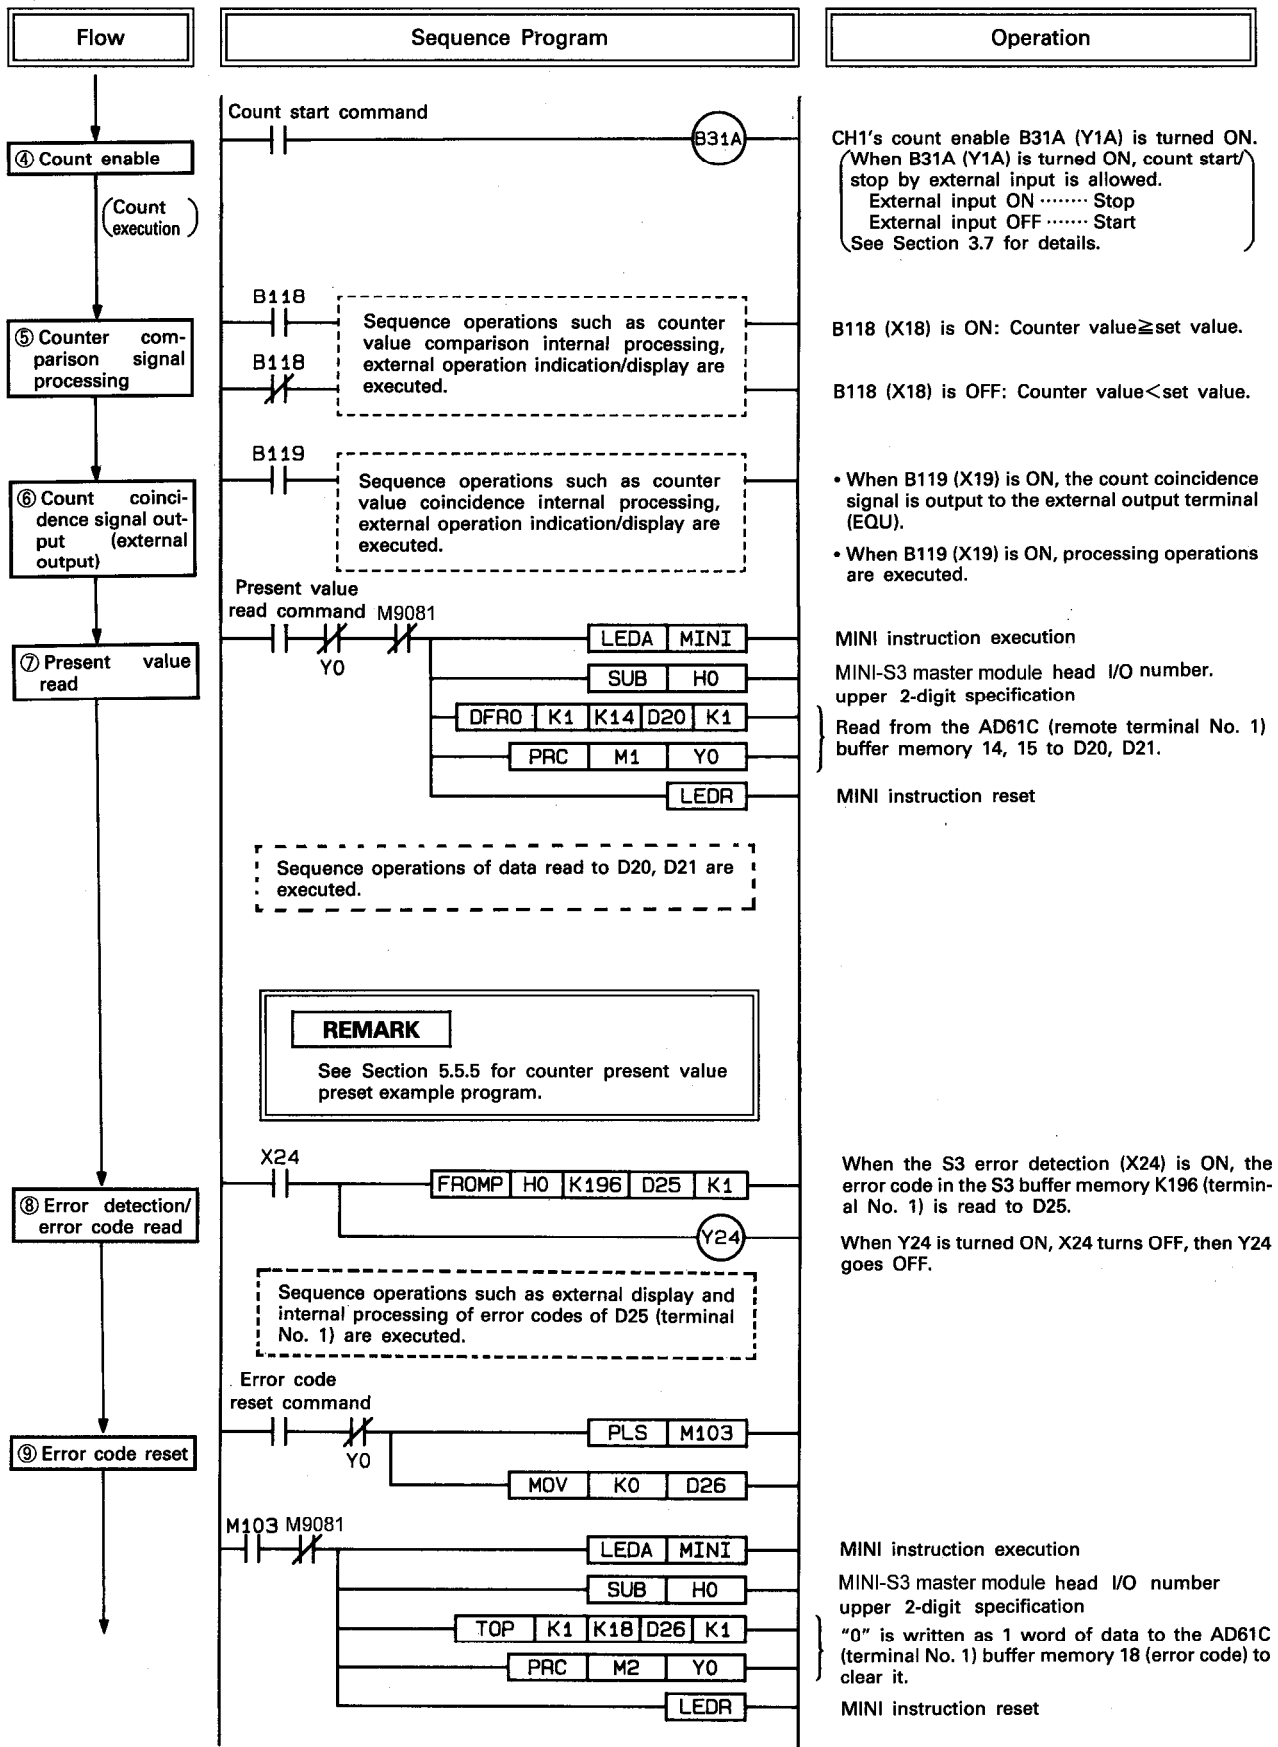 Flow
Sequence Program
Operation
Count start command
B31A
④ Count enable
(Count
execution)
CH1's count enable B31A (Y1A) is turned ON.
(When B31A (Y1A) is turned ON, count start/
stop by external input is allowed.
External input ON ········ Stop
External input OFF ······· Start
See Section 3.7 for details.)
⑤ Counter com-
parison signal
processing
B118
B118
Sequence operations such as counter
value comparison internal processing,
external operation indication/display are
executed.
B118 (X18) is ON: Counter value≧set value.
B118 (X18) is OFF: Counter value<set value.
⑥ Count coinci-
dence signal out-
put (external
output)
B119
Sequence operations such as counter
value coincidence internal processing,
external operation indication/display are
executed.
• When B119 (X19) is ON, the count coincidence
signal is output to the external output terminal
(EQU).
• When B119 (X19) is ON, processing operations
are executed.
⑦ Present value
read
Present value
read command M9081
Y0
LEDA MINI
SUB H0
DFRO K1 K14 D20 K1
PRC M1 Y0
LEDR
MINI instruction execution
MINI-S3 master module head I/O number.
upper 2-digit specification
Read from the AD61C (remote terminal No. 1)
buffer memory 14, 15 to D20, D21.
MINI instruction reset
Sequence operations of data read to D20, D21 are
executed.
REMARK
See Section 5.5.5 for counter present value
preset example program.
⑧ Error detection/
error code read
X24
FROMP H0 K196 D25 K1
Y24
When the S3 error detection (X24) is ON, the
error code in the S3 buffer memory K196 (termin-
al No. 1) is read to D25.
When Y24 is turned ON, X24 turns OFF, then Y24
goes OFF.
Sequence operations such as external display and
internal processing of error codes of D25 (terminal
No. 1) are executed.
⑨ Error code reset
Error code
reset command
Y0
PLS M103
MOV K0 D26
M103 M9081
LEDA MINI
SUB H0
TOP K1 K18 D26 K1
PRC M2 Y0
LEDR
MINI instruction execution
MINI-S3 master module head I/O number
upper 2-digit specification
"0" is written as 1 word of data to the AD61C
(terminal No. 1) buffer memory 18 (error code) to
clear it.
MINI instruction reset